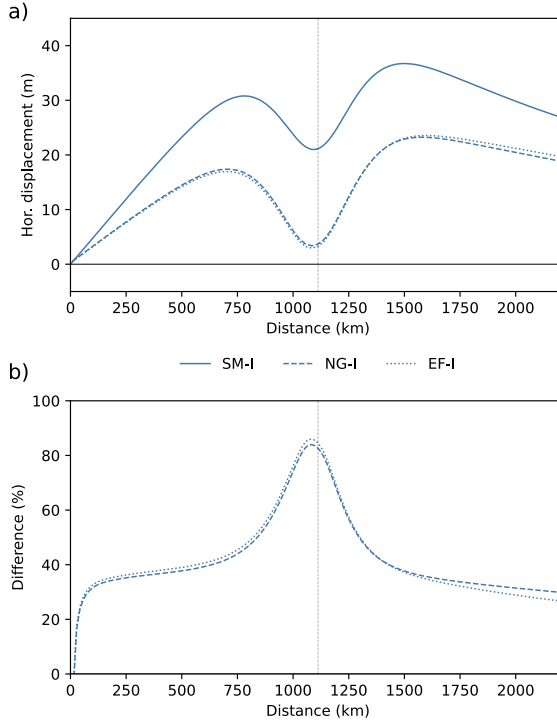 a)
Hor. displacement (m)
40
30
20
10
0
0 250 500 750 1000 1250 1500 1750 2000
Distance (km)
SM-I NG-I EF-I
b)
Difference (%)
100
80
60
40
20
0
0 250 500 750 1000 1250 1500 1750 2000
Distance (km)